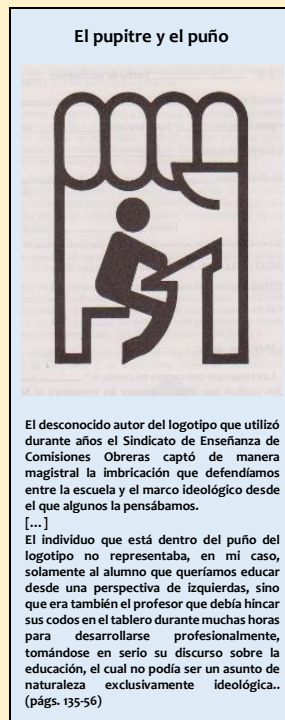 El pupitre y el puño
El desconocido autor del logotipo que utilizó
durante años el Sindicato de Enseñanza de
Comisiones Obreras captó de manera
magistral la imbricación que defendíamos
entre la escuela y el marco ideológico desde
el que algunos la pensábamos.
[...]
El individuo que está dentro del puño del
logotipo no representaba, en mi caso,
solamente al alumno que queríamos educar
desde una perspectiva de izquierdas, sino
que era también el profesor que debía hincar
sus codos en el tablero durante muchas horas
para desarrollarse profesionalmente,
tomándose en serio su discurso sobre la
educación, el cual no podía ser un asunto de
naturaleza exclusivamente ideológica..
(págs. 135-56)